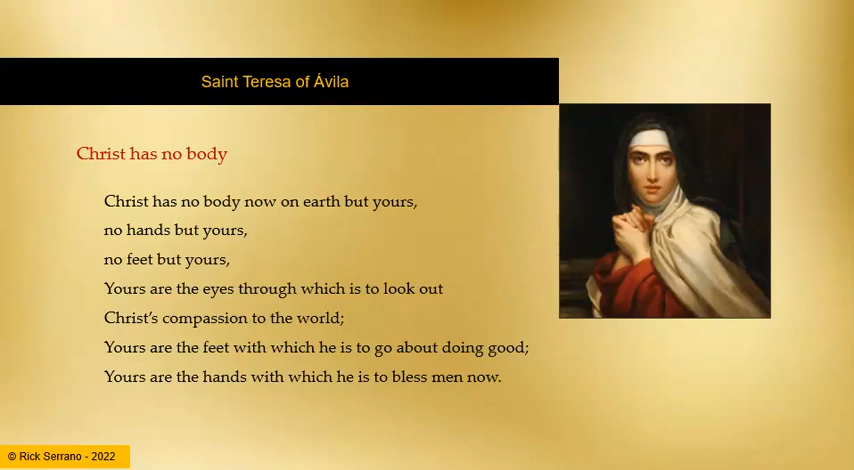 Saint Teresa of Ávila
Christ has no body
Christ has no body now on earth but yours,
no hands but yours,
no feet but yours,
Yours are the eyes through which is to look out
Christ’s compassion to the world;
Yours are the feet with which he is to go about doing good;
Yours are the hands with which he is to bless men now.
© Rick Serrano - 2022